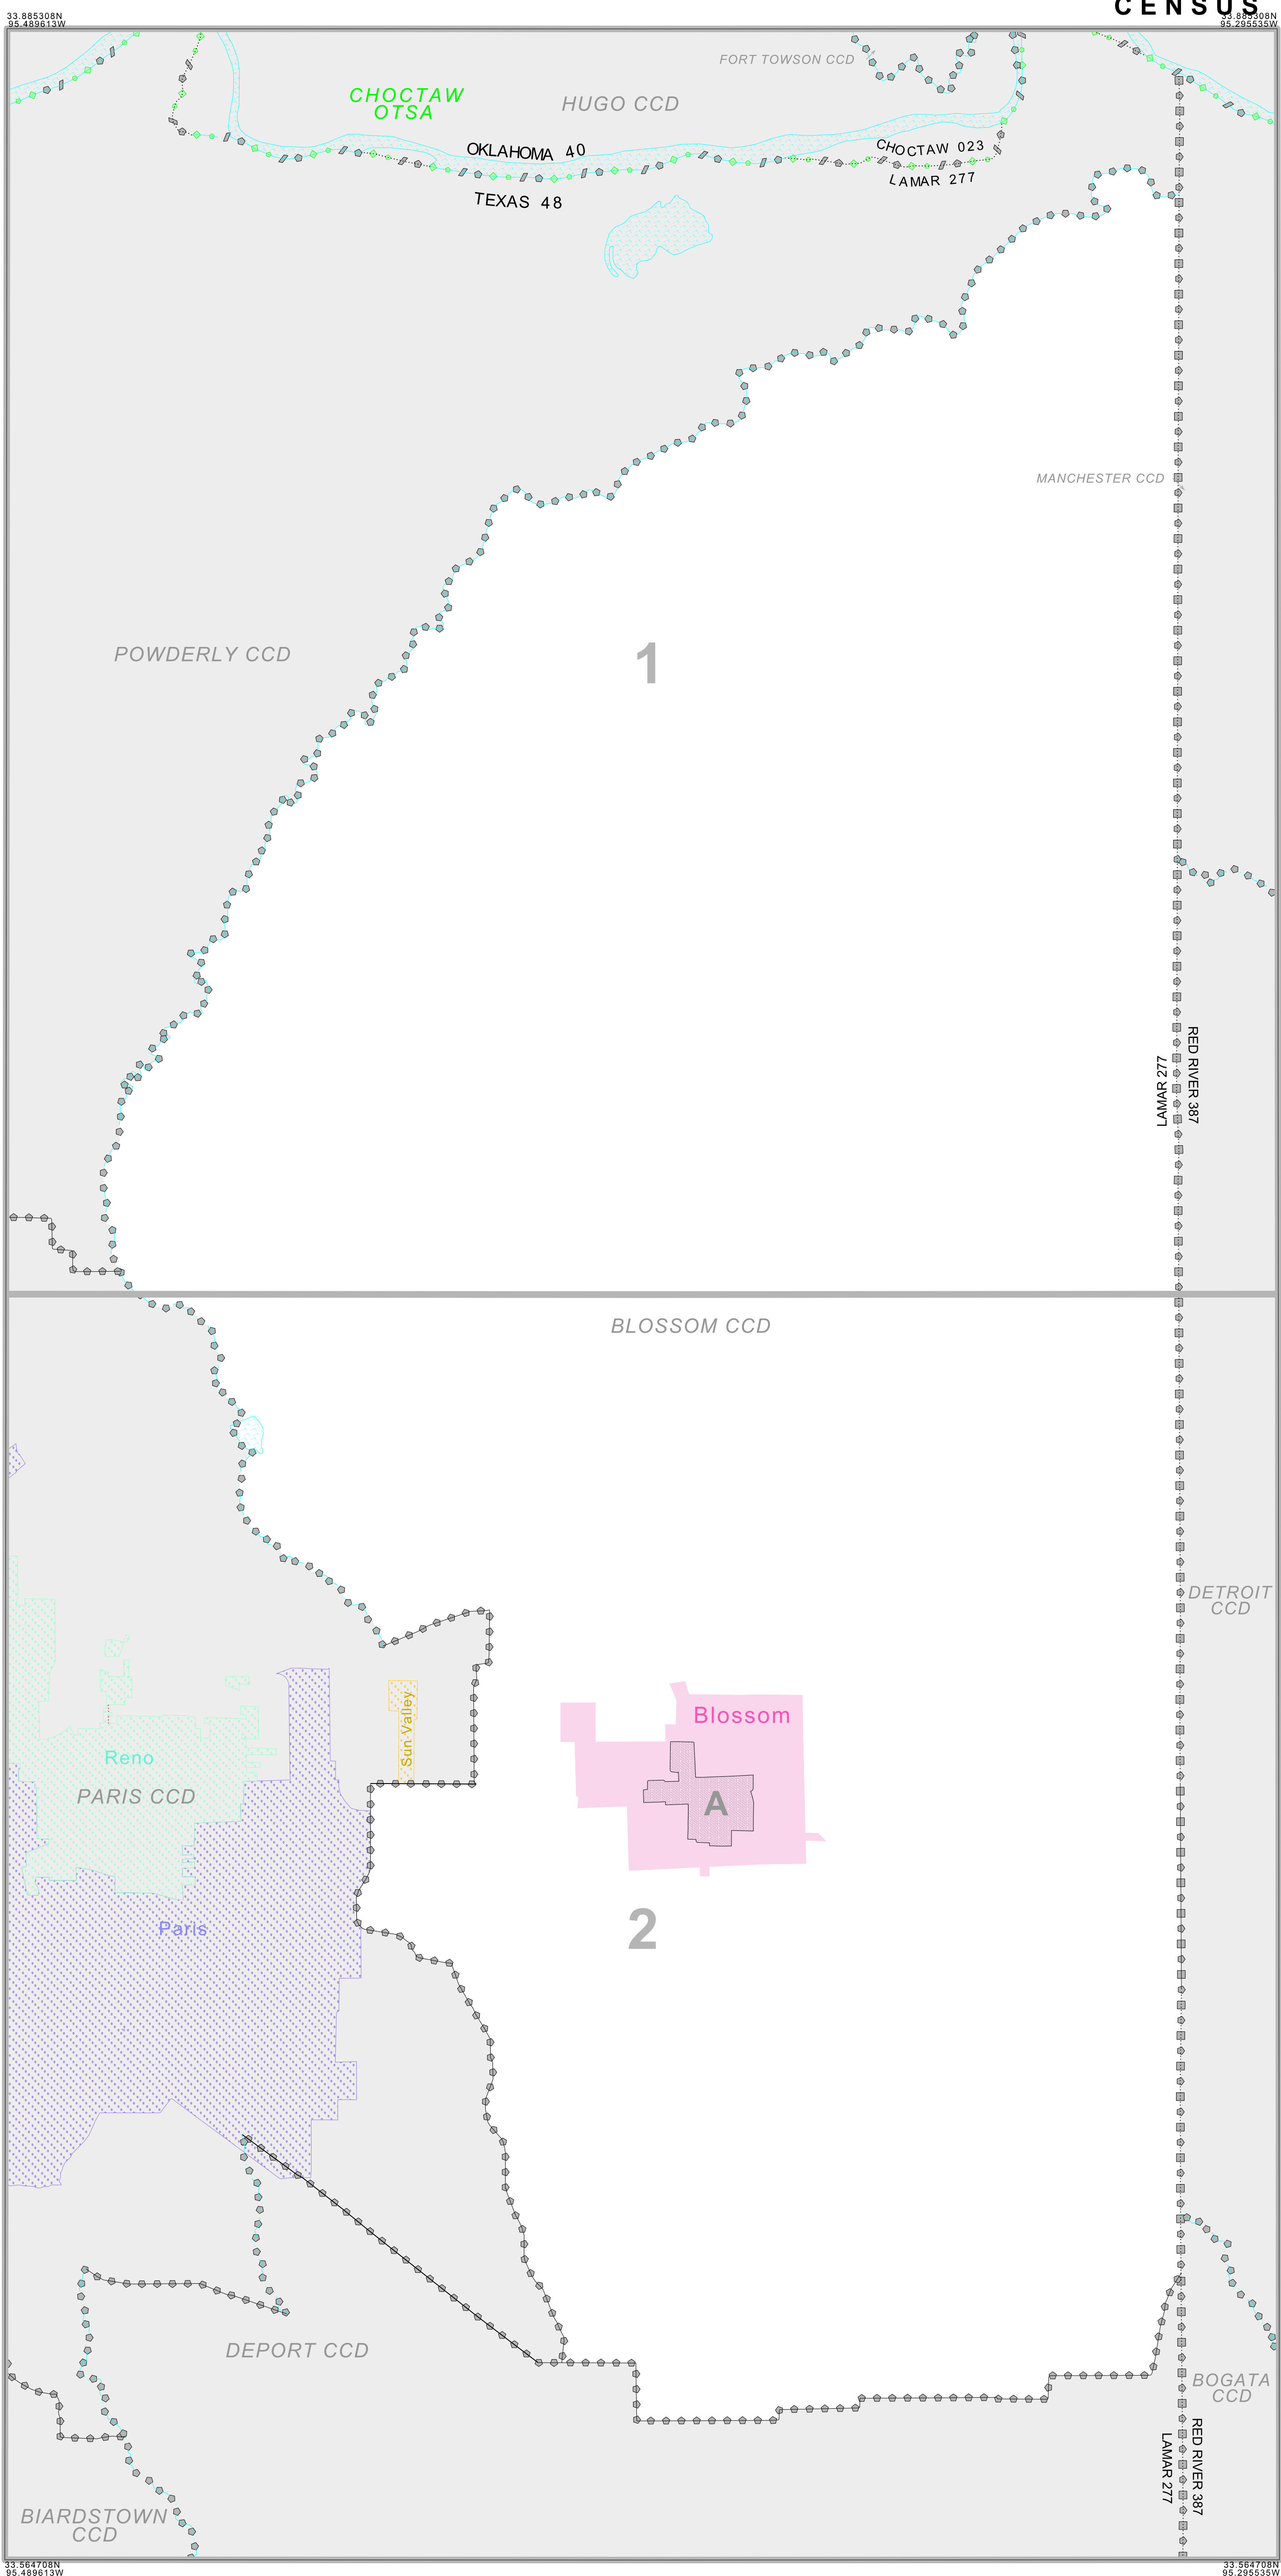 CENSUS
33.885308N
95.489613W
33.885308N
95.295535W
FORT TOWSON CCD
CHOCTAW
OTSA
HUGO CCD
OKLAHOMA 40
CHOCTAW 023
TEXAS 48
LAMAR 277
MANCHESTER CCD
POWDERLY CCD
1
RED RIVER 387
LAMAR 277
BLOSSOM CCD
DETROIT
CCD
Sun Valley
Blossom
Reno
PARIS CCD
A
Paris
2
DEPORT CCD
BOGATA
CCD
RED RIVER 387
LAMAR 277
BIARDSTOWN
CCD
33.564708N
95.489613W
33.564708N
95.295535W